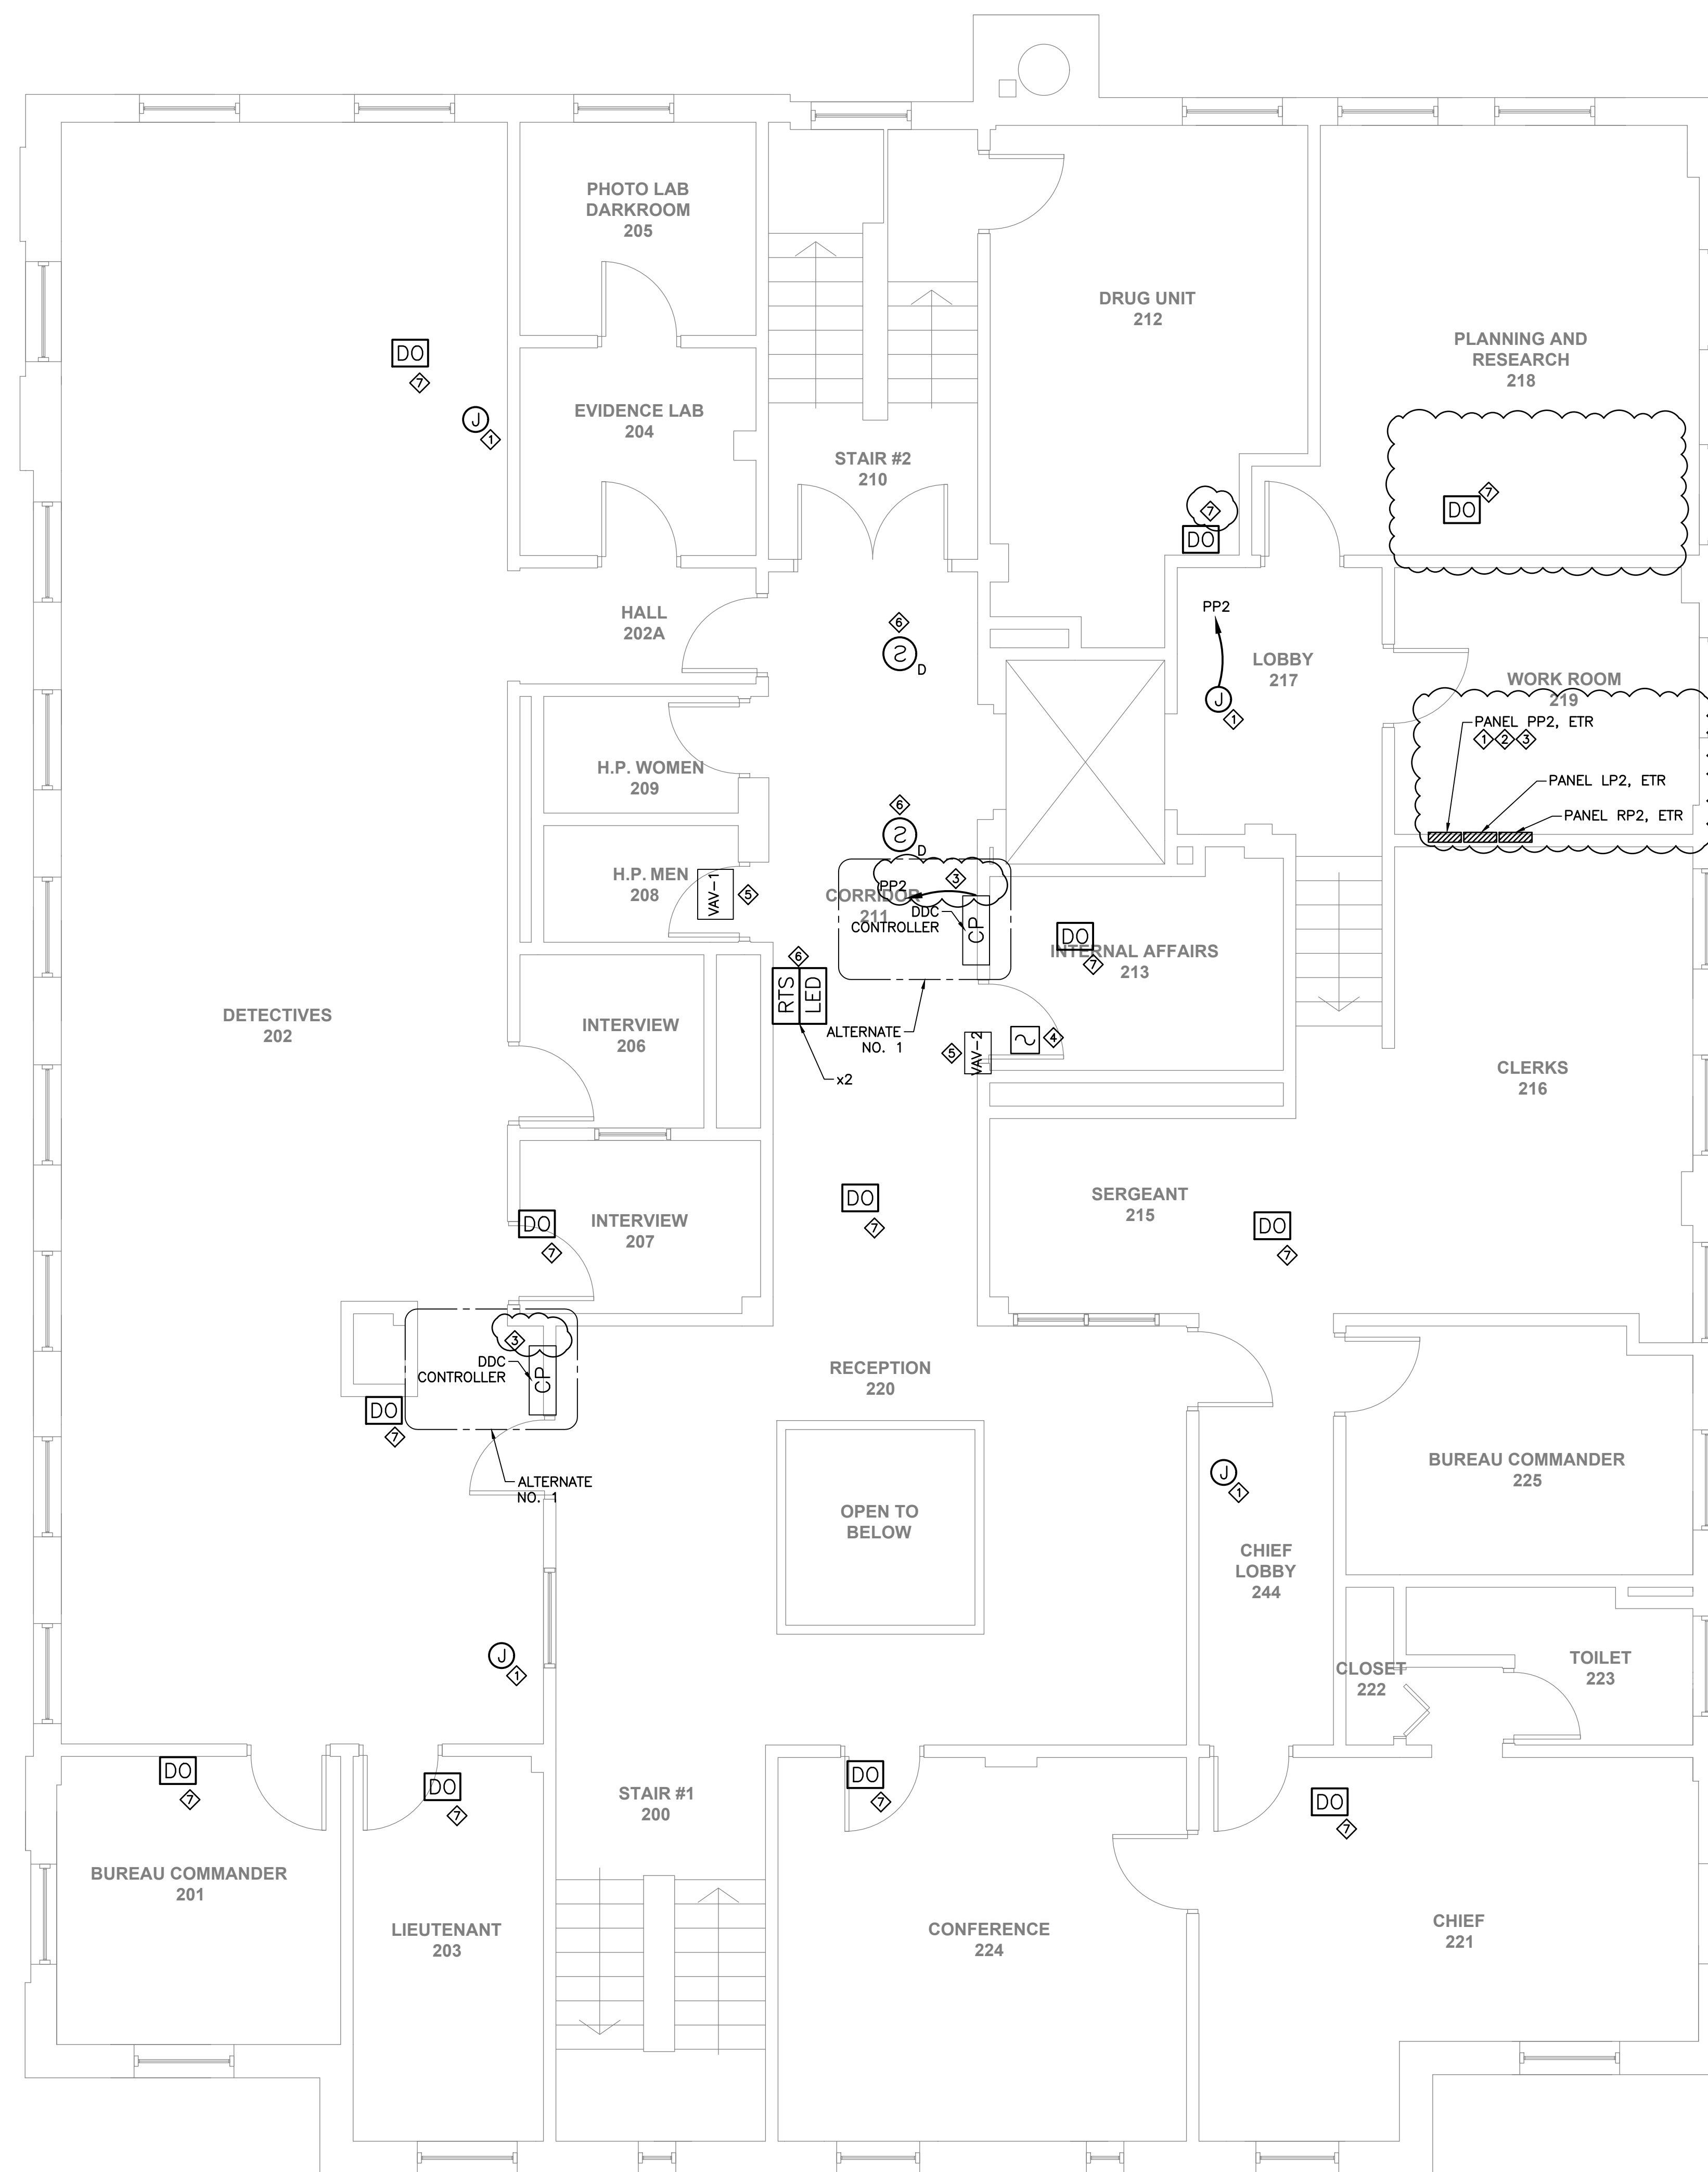 PHOTO LAB
DARKROOM
205
DRUG UNIT
212
PLANNING AND
RESEARCH
218
DO
7
J
1
EVIDENCE LAB
204
STAIR #2
210
7
DO
DO
7
HALL
202A
6
S
D
PP2
J
1
LOBBY
217
WORK ROOM
219
PANEL PP2, ETR
1 2 3
PANEL LP2, ETR
PANEL RP2, ETR
H.P. WOMEN
209
H.P. MEN
208
VAV-1
5
6
S
D
3
PP2
CORRIDOR
211
DDC
CONTROLLER
CP
DO
INTERNAL AFFAIRS
213
7
6
RTS
LED
x2
ALTERNATE
NO. 1
5
VAV-2
4
DETECTIVES
202
INTERVIEW
206
CLERKS
216
INTERVIEW
207
DO
7
DO
7
SERGEANT
215
DO
7
3
DDC
CONTROLLER
CP
DO
7
ALTERNATE
NO. 1
RECEPTION
220
OPEN TO
BELOW
J
1
BUREAU COMMANDER
225
CHIEF
LOBBY
244
J
1
CLOSET
222
TOILET
223
DO
7
DO
7
STAIR #1
200
DO
7
DO
7
BUREAU COMMANDER
201
LIEUTENANT
203
CONFERENCE
224
CHIEF
221